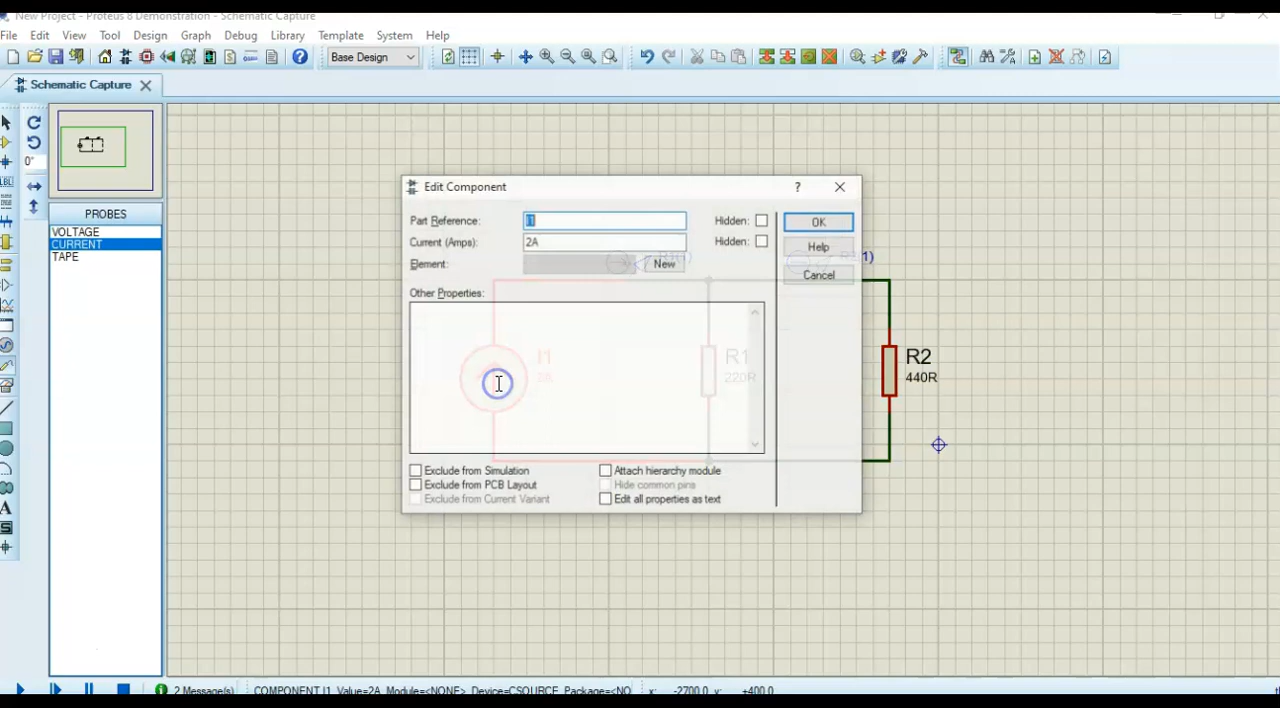 New Project - Proteus 8 Demonstration - Schematic Capture
File Edit View Tool Design Graph Debug Library Template System Help
Base Design
Schematic Capture
0°
PROBES
VOLTAGE
CURRENT
TAPE
Edit Component
?
Part Reference: I1 Hidden: OK
Current (Amps): 2A Hidden: Help
Element: New
Cancel
1)
Other Properties:
I1
2A
R1
220R
R2
440R
Exclude from Simulation Attach hierarchy module
Exclude from PCB Layout Hide common pins
Exclude from Current Variant Edit all properties as text
2 Message(s) COMPONENT I1, Value=2A, Module=<NONE>, Device=CSOURCE, Package=<NO x: -2700.0 y: +400.0